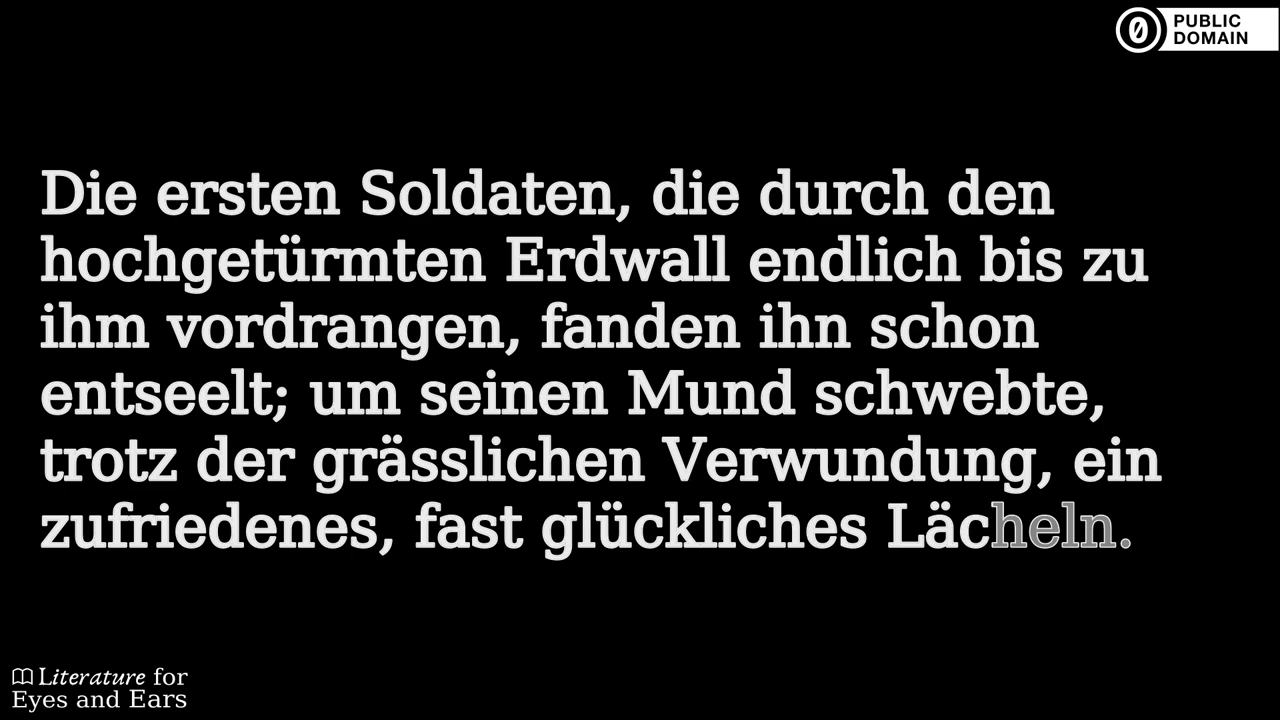 PUBLIC
DOMAIN
Die ersten Soldaten, die durch den
hochgetürmten Erdwall endlich bis zu
ihm vordrangen, fanden ihn schon
entseelt; um seinen Mund schwebte,
trotz der grässlichen Verwundung, ein
zufriedenes, fast glückliches Lächeln.
Literature for
Eyes and Ears